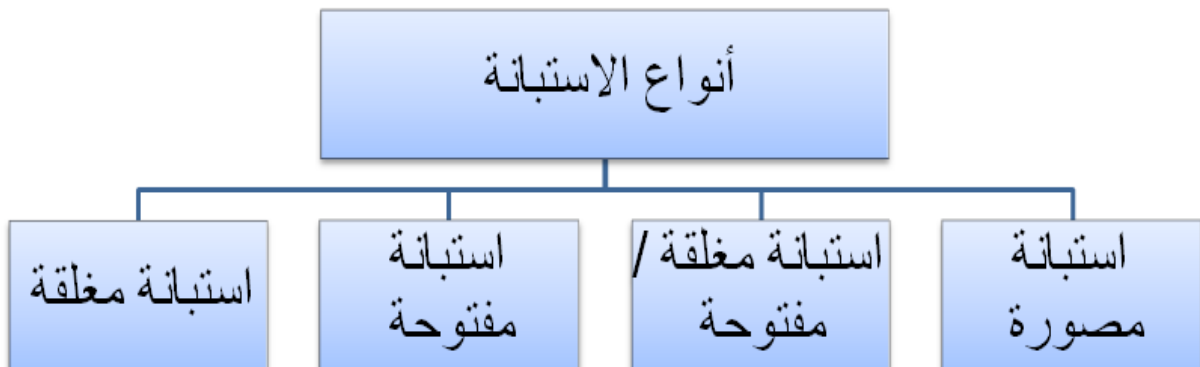 أنواع الاستبانة
استبانة
مصورة
استبانة مغلقة /
مفتوحة
استبانة
مفتوحة
استبانة مغلقة